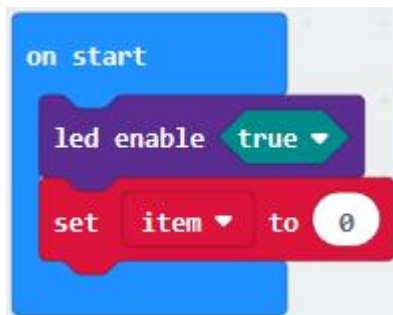 on start
led enable true
set item to 0